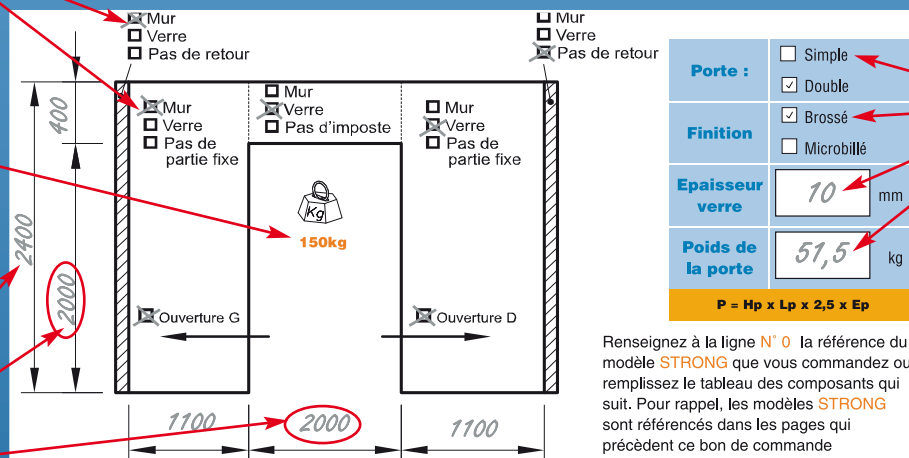 Mur
Verre
Pas de retour
Mur
Verre
Pas de retour
Mur
Verre
Pas de
partie fixe
Mur
Verre
Pas d'imposte
Mur
Verre
Pas de
partie fixe
400
2400
2000
Kg
150kg
Ouverture G
Ouverture D
1100
2000
1100
Porte :
Simple
Double
Finition
Brossé
Microbillé
Epaisseur
verre
10 mm
Poids de
la porte
51,5 kg
P = Hp x Lp x 2,5 x Ep
Renseignez à la ligne N° 0 la référence du
modèle STRONG que vous commandez ou
remplissez le tableau des composants qui
suit. Pour rappel, les modèles STRONG
sont référencés dans les pages qui
précèdent ce bon de commande